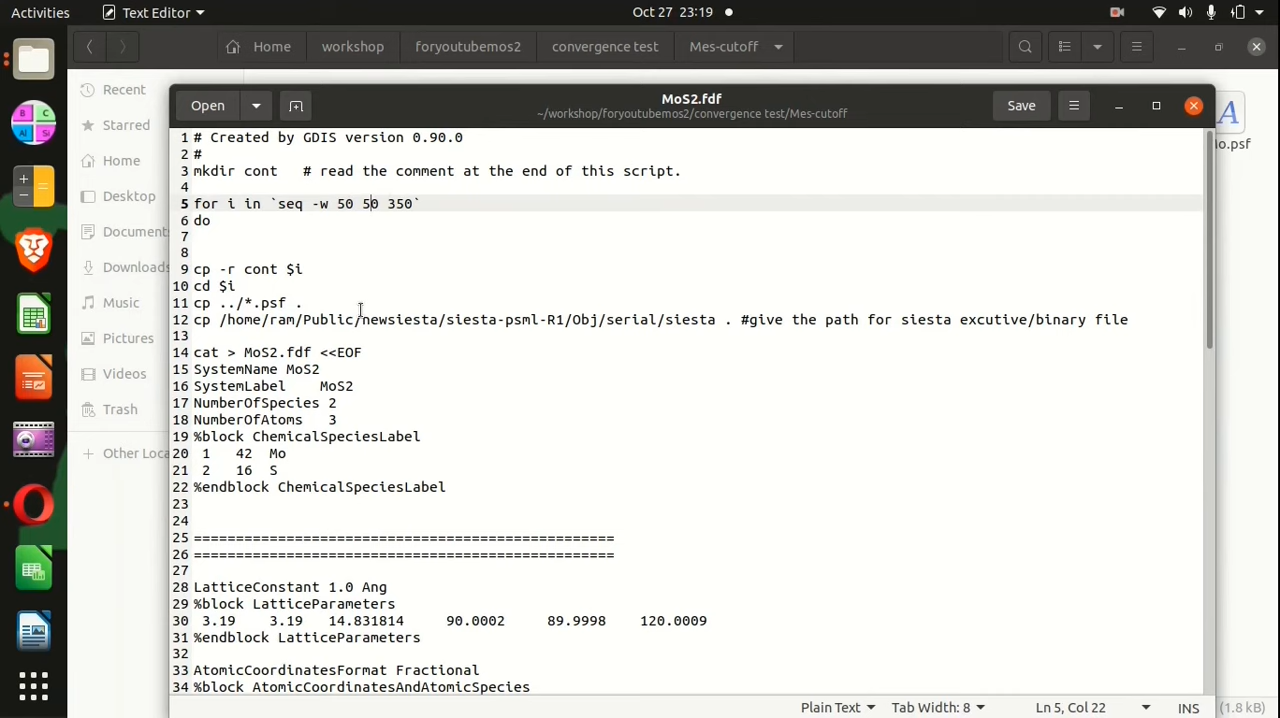 Activities Text Editor Oct 27 23:19
Home workshop foryoutubemos2 convergence test Mes-cutoff
Recent
Starred
Home
Desktop
Documents
Downloads
Music
Pictures
Videos
Trash
Other Loca
Open MoS2.fdf Save
~/workshop/foryoutubemos2/convergence test/Mes-cutoff
1 # Created by GDIS version 0.90.0
2 #
3 mkdir cont   # read the comment at the end of this script.
4
5 for i in `seq -w 50 50 350`
6 do
7
8
9 cp -r cont $i
10 cd $i
11 cp ../*.psf .
12 cp /home/ram/Public/newsiesta/siesta-psml-R1/Obj/serial/siesta . #give the path for siesta excutive/binary file
13
14 cat > MoS2.fdf <<EOF
15 SystemName MoS2
16 SystemLabel    MoS2
17 NumberOfSpecies 2
18 NumberOfAtoms   3
19 %block ChemicalSpeciesLabel
20  1   42  Mo
21  2   16  S
22 %endblock ChemicalSpeciesLabel
23
24
25 ==================================================
26 ==================================================
27
28 LatticeConstant 1.0 Ang
29 %block LatticeParameters
30  3.19    3.19   14.831814     90.0002     89.9998    120.0009
31 %endblock LatticeParameters
32
33 AtomicCoordinatesFormat Fractional
34 %block AtomicCoordinatesAndAtomicSpecies
Plain Text Tab Width: 8 Ln 5, Col 22 INS
A
o.psf
(1.8 kB)